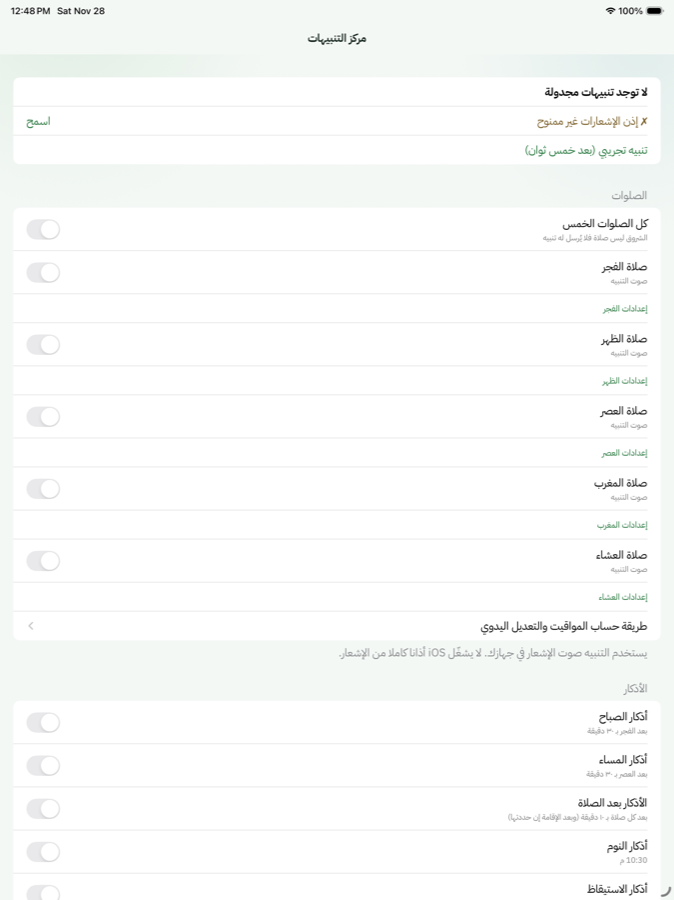 12:48 PM Sat Nov 28
100%
مركز التنبيهات
لا توجد تنبيهات مجدولة
✗ إذن الإشعارات غير ممنوح
اسمح
تنبيه تجريبي (بعد خمس ثوان)
الصلوات
كل الصلوات الخمس
الشروق ليس صلاة فلا يُرسل له تنبيه
صلاة الفجر
صوت التنبيه
إعدادات الفجر
صلاة الظهر
صوت التنبيه
إعدادات الظهر
صلاة العصر
صوت التنبيه
إعدادات العصر
صلاة المغرب
صوت التنبيه
إعدادات المغرب
صلاة العشاء
صوت التنبيه
إعدادات العشاء
طريقة حساب المواقيت والتعديل اليدوي
يستخدم التنبيه صوت الإشعار في جهازك. لا يشغّل iOS أذانا كاملا من الإشعار.
الأذكار
أذكار الصباح
بعد الفجر بـ ٣٠ دقيقة
أذكار المساء
بعد العصر بـ ٣٠ دقيقة
الأذكار بعد الصلاة
بعد كل صلاة بـ ١٠ دقيقة (وبعد الإقامة إن حددتها)
أذكار النوم
10:30 م
أذكار الاستيقاظ